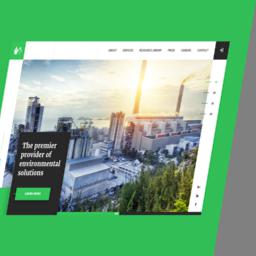 ABOUT SERVICES RESOURCE LIBRARY PRESS CAREERS CONTACT
The premier
provider of
environmental
solutions
LEARN MORE